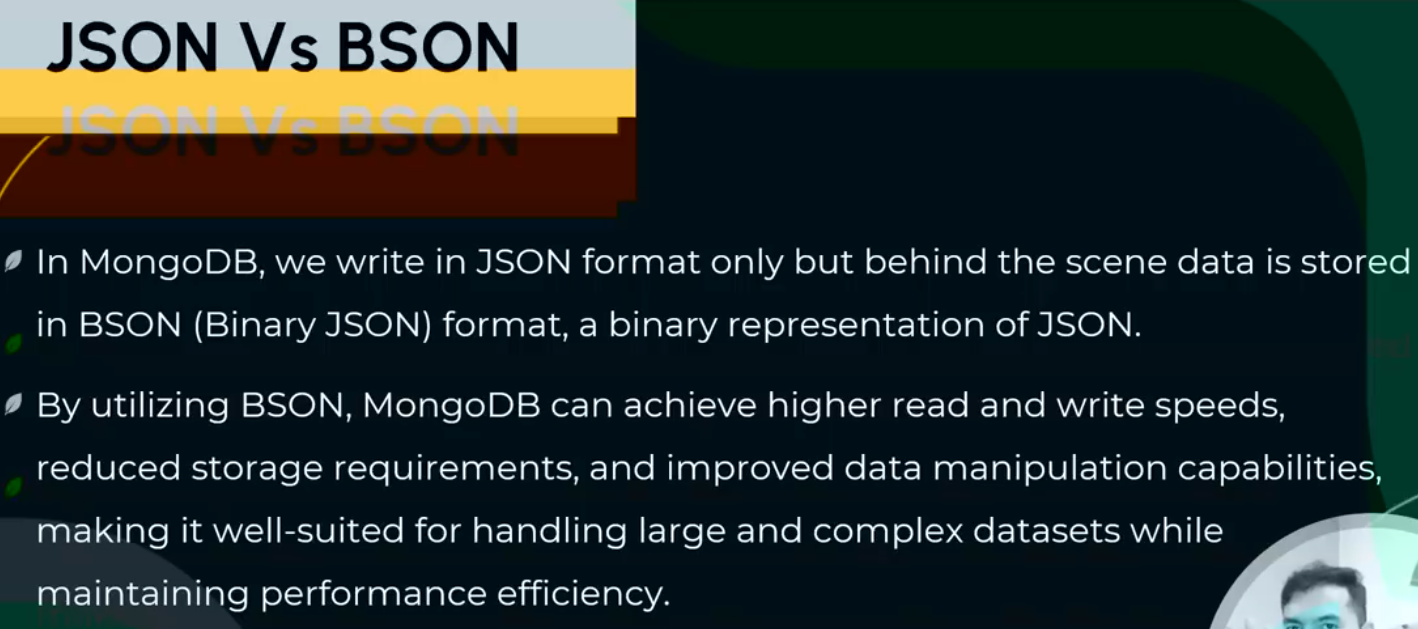 JSON Vs BSON
JSON Vs BSON
In MongoDB, we write in JSON format only but behind the scene data is stored
in BSON (Binary JSON) format, a binary representation of JSON.
By utilizing BSON, MongoDB can achieve higher read and write speeds,
reduced storage requirements, and improved data manipulation capabilities,
making it well-suited for handling large and complex datasets while
maintaining performance efficiency.